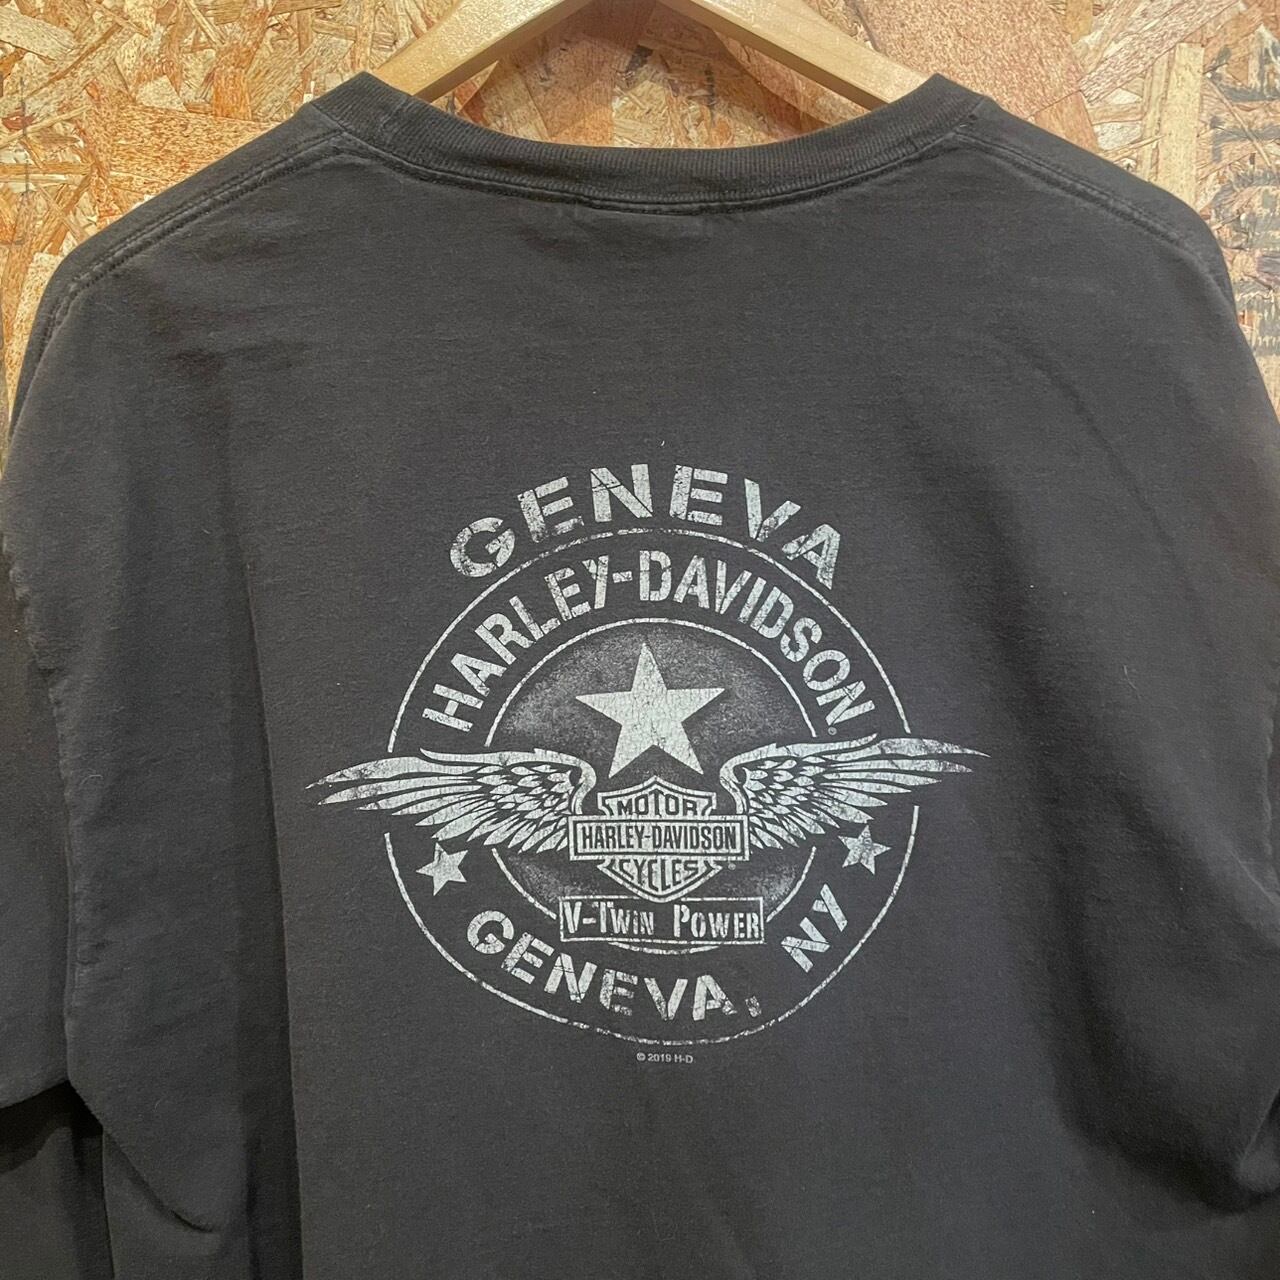 GENEVA
HARLEY-DAVIDSON®
MOTOR
HARLEY-DAVIDSON
CYCLES
V-TWIN POWER
GENEVA, NY
© 2019 H-D